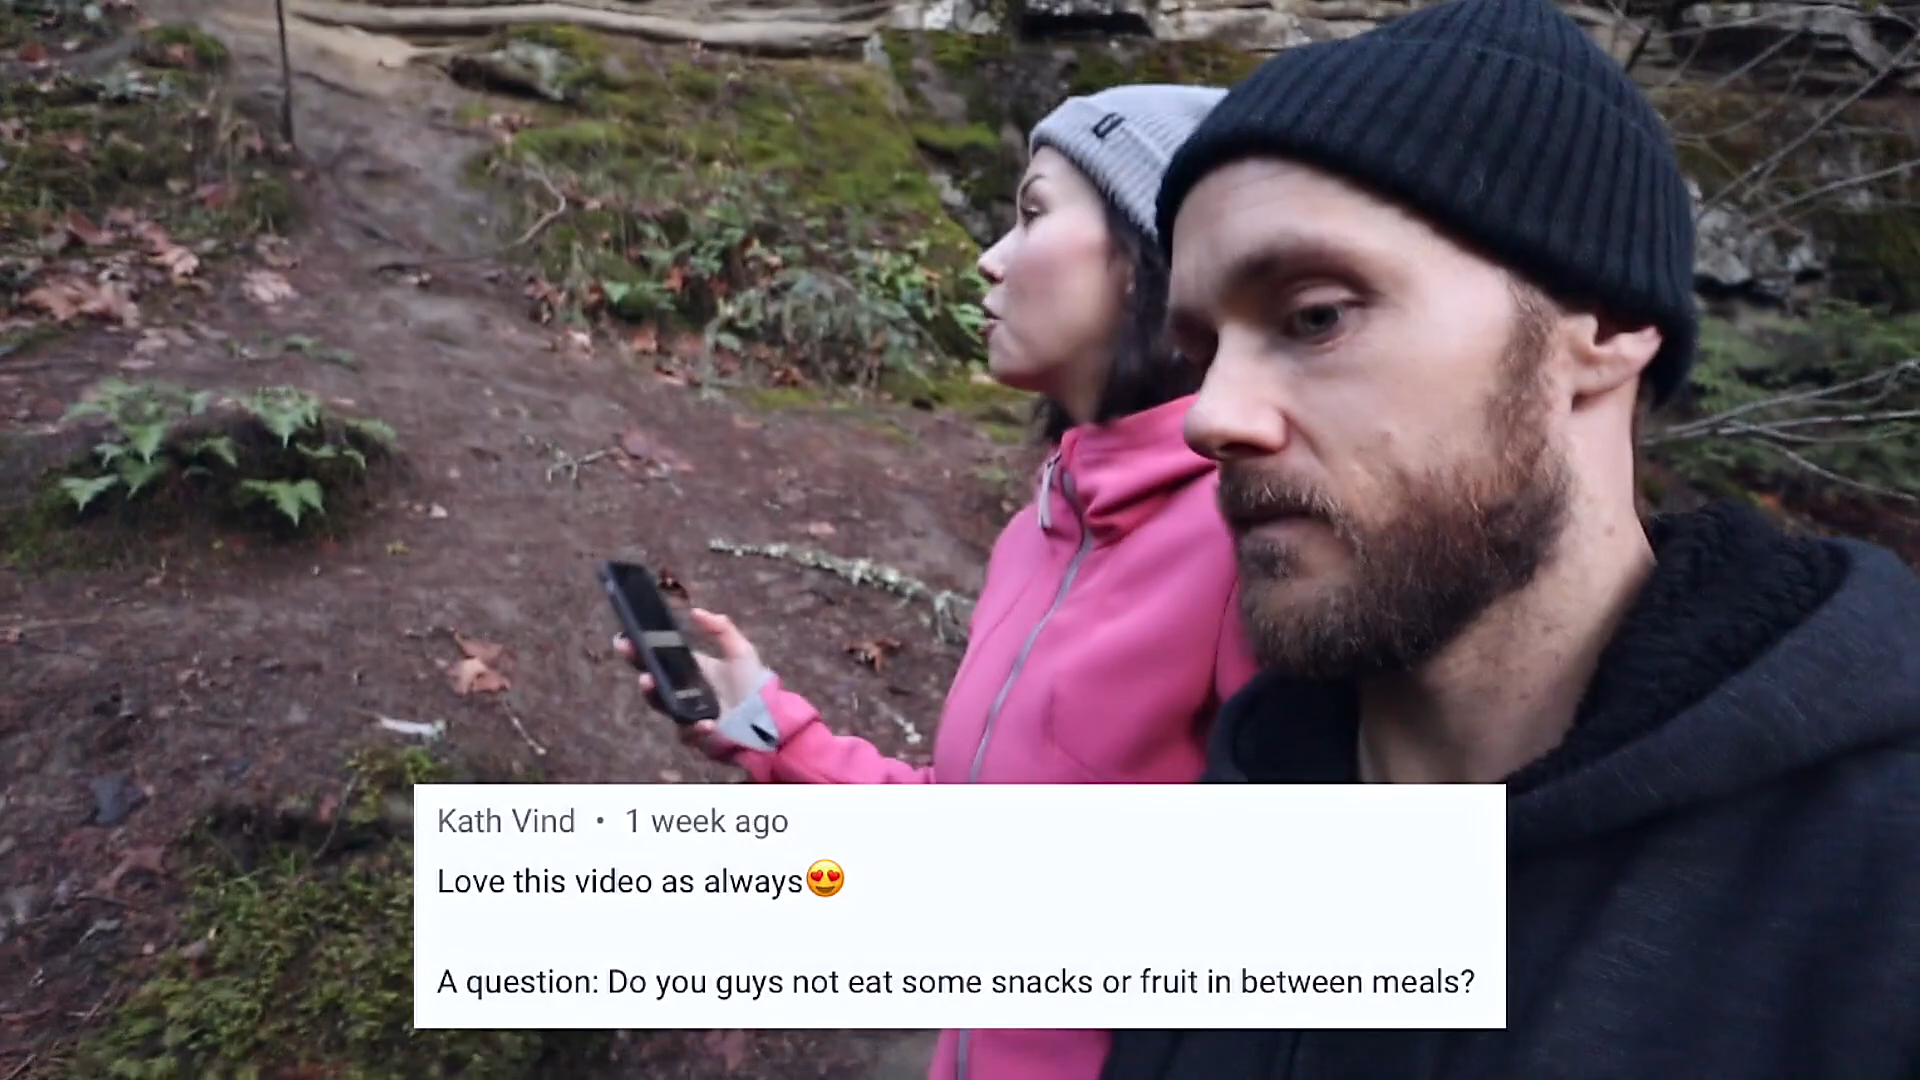 Kath Vind • 1 week ago
Love this video as always😍
A question: Do you guys not eat some snacks or fruit in between meals?